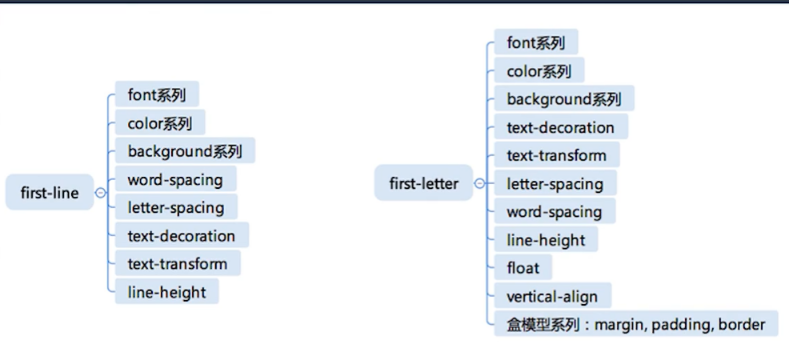 first-line
font系列
color系列
background系列
word-spacing
letter-spacing
text-decoration
text-transform
line-height
first-letter
font系列
color系列
background系列
text-decoration
text-transform
letter-spacing
word-spacing
line-height
float
vertical-align
盒模型系列：margin, padding, border